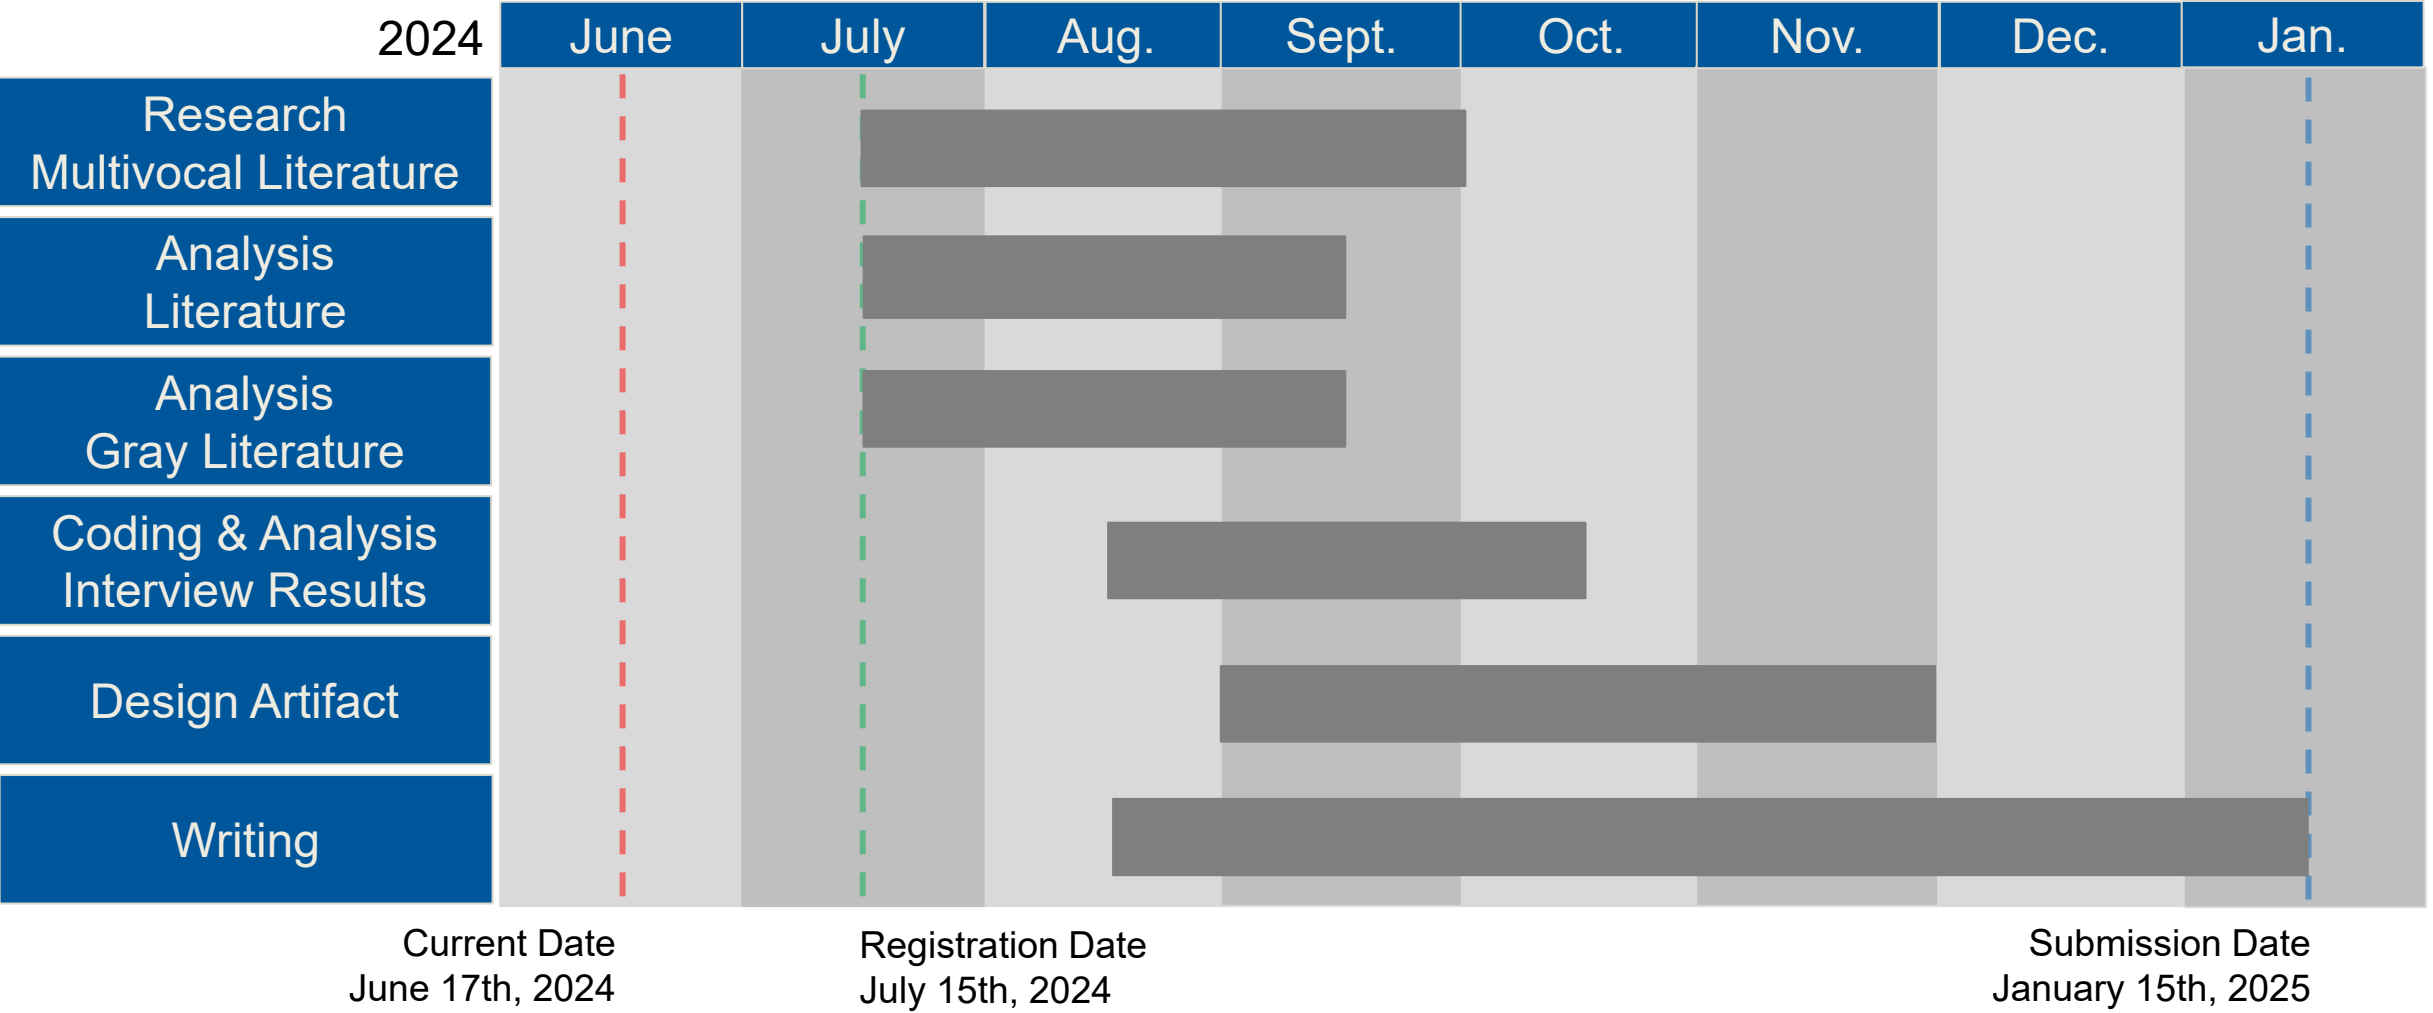 2024 June July Aug. Sept. Oct. Nov. Dec. Jan.
Research
Multivocal Literature
Analysis
Literature
Analysis
Gray Literature
Coding & Analysis
Interview Results
Design Artifact
Writing
Current Date
June 17th, 2024
Registration Date
July 15th, 2024
Submission Date
January 15th, 2025